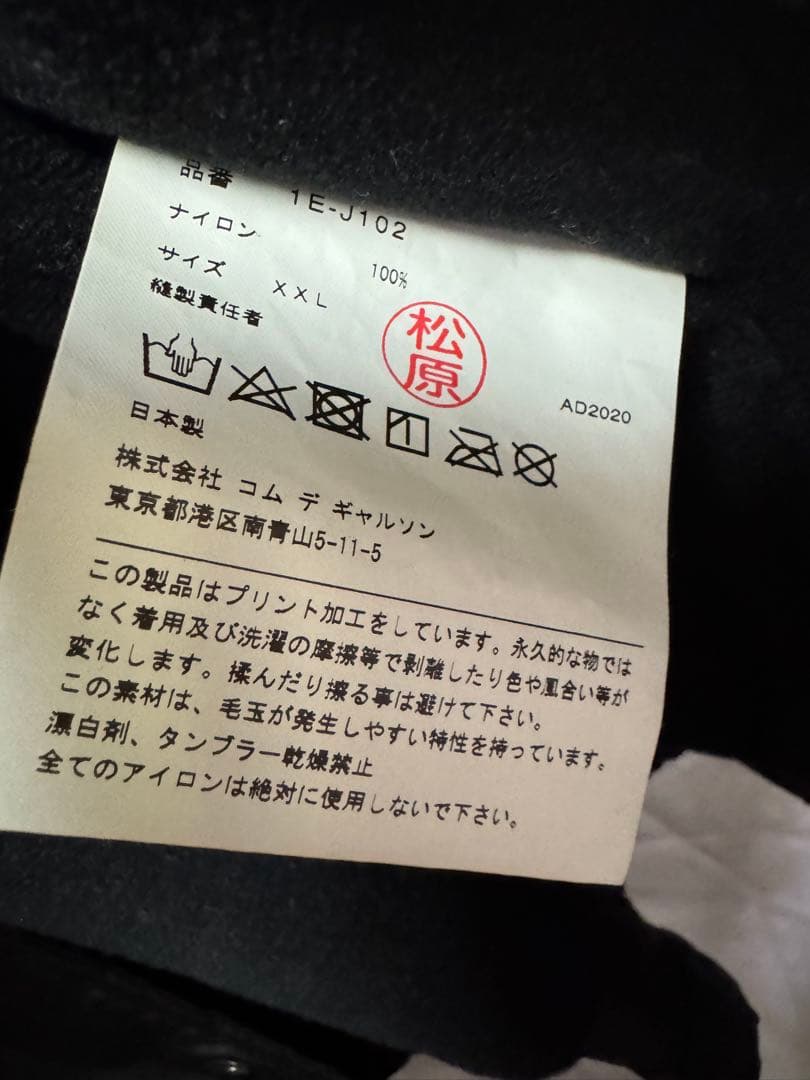 品番 1E-J102
ナイロン 100%
サイズ XXL
縫製責任者
松原
AD2020
日本製
株式会社 コム デ ギャルソン
東京都港区南青山5-11-5
この製品はプリント加工をしています。永久的な物では
なく着用及び洗濯の摩擦等で剥離したり色や風合い等が
変化します。揉んだり擦る事は避けて下さい。
この素材は、毛玉が発生しやすい特性を持っています。
漂白剤、タンブラー乾燥禁止
全てのアイロンは絶対に使用しないで下さい。